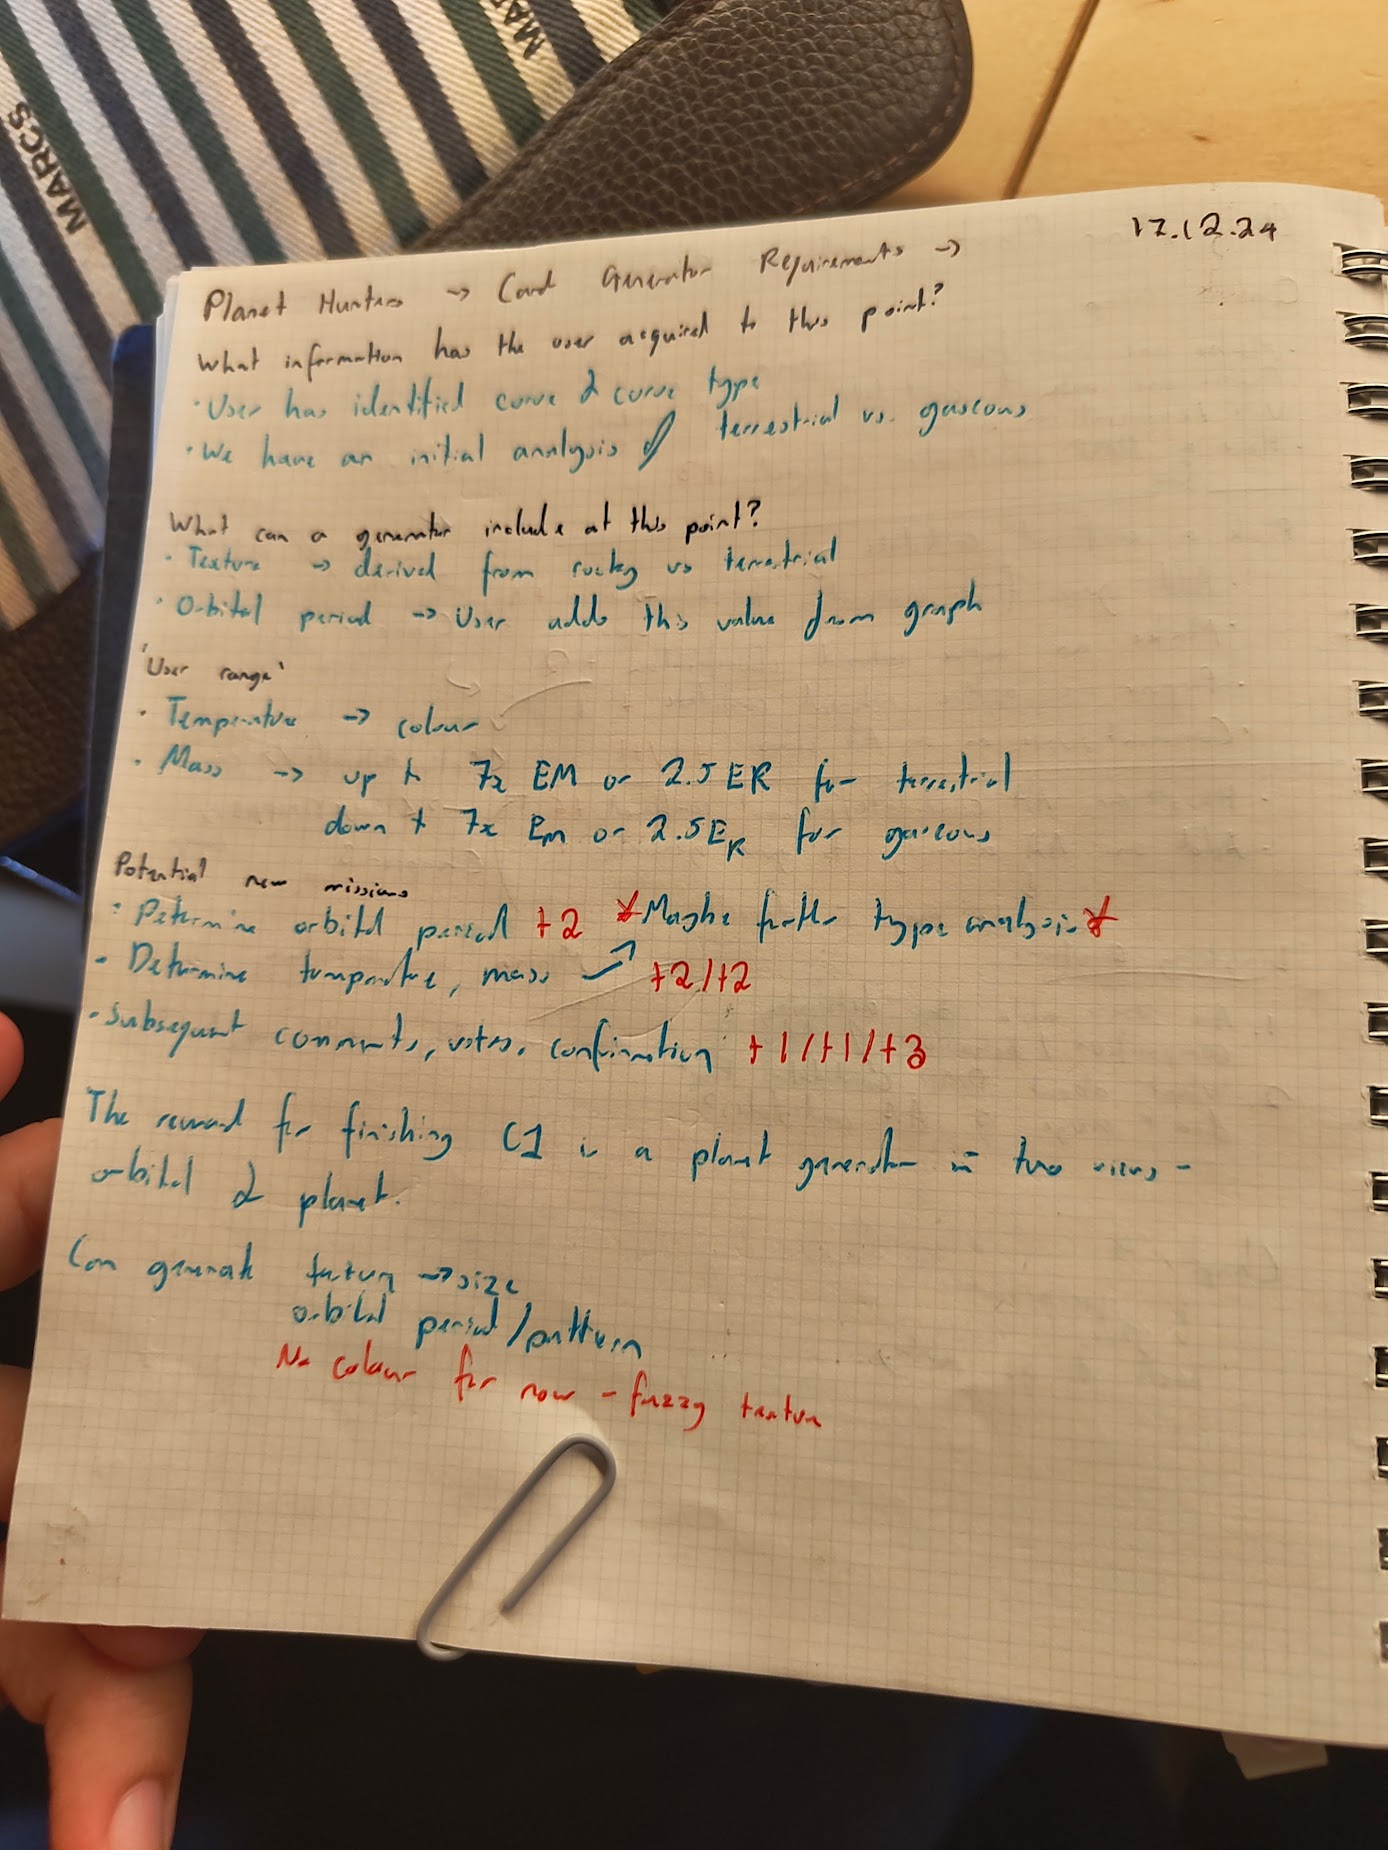 MARCS
MA
17.12.24
Planet Hunters → Card Generator Requirements →
What information has the user acquired to this point?
· User has identified curve & curve type
· We have an initial analysis of terrestrial vs. gaseous
What can a generator include at this point?
· Texture → derived from rocky vs terrestrial
· Orbital period → User adds this value from graph
'User range'
· Temperature → colour
· Mass → up to 7x EM or 2.5 ER for terrestrial
down to 7x EM or 2.5ER for gaseous
Potential new missions
· Determine orbital period +2 *Maybe further type analysis*
- Determine temperature, mass → +2/+2
· Subsequent comments, votes, confirmation +1/+1/+3
The reward for finishing C1 is a planet generator in two views -
orbital & planet.
Can generate texture → size
orbital period/pattern
No colour for now - fuzzy texture